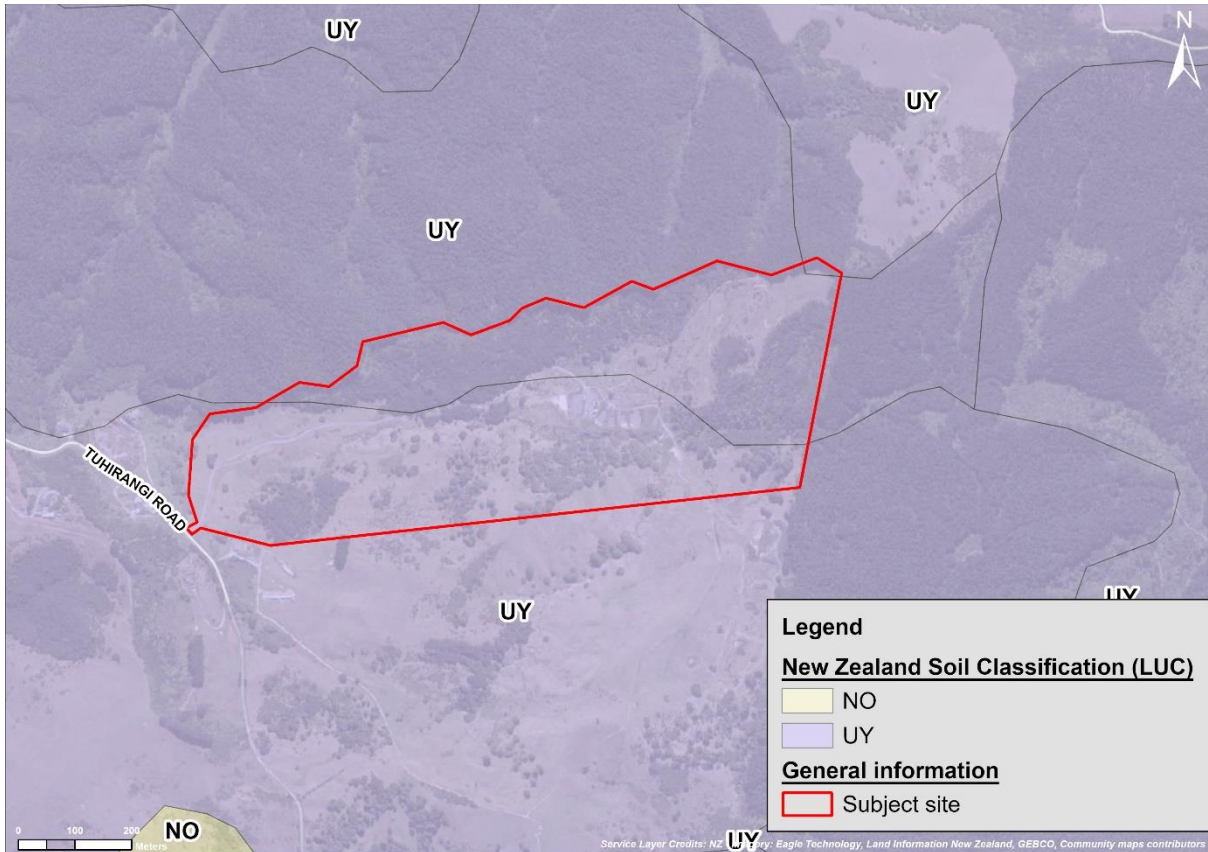 UY
N
UY
UY
TUHIRANGI ROAD
UY
UY
Legend
New Zealand Soil Classification (LUC)
NO
UY
General information
Subject site
NO
UY
0 100 200
Meters
Service Layer Credits: NZ Imagery: Eagle Technology, Land Information New Zealand, GEBCO, Community maps contributors